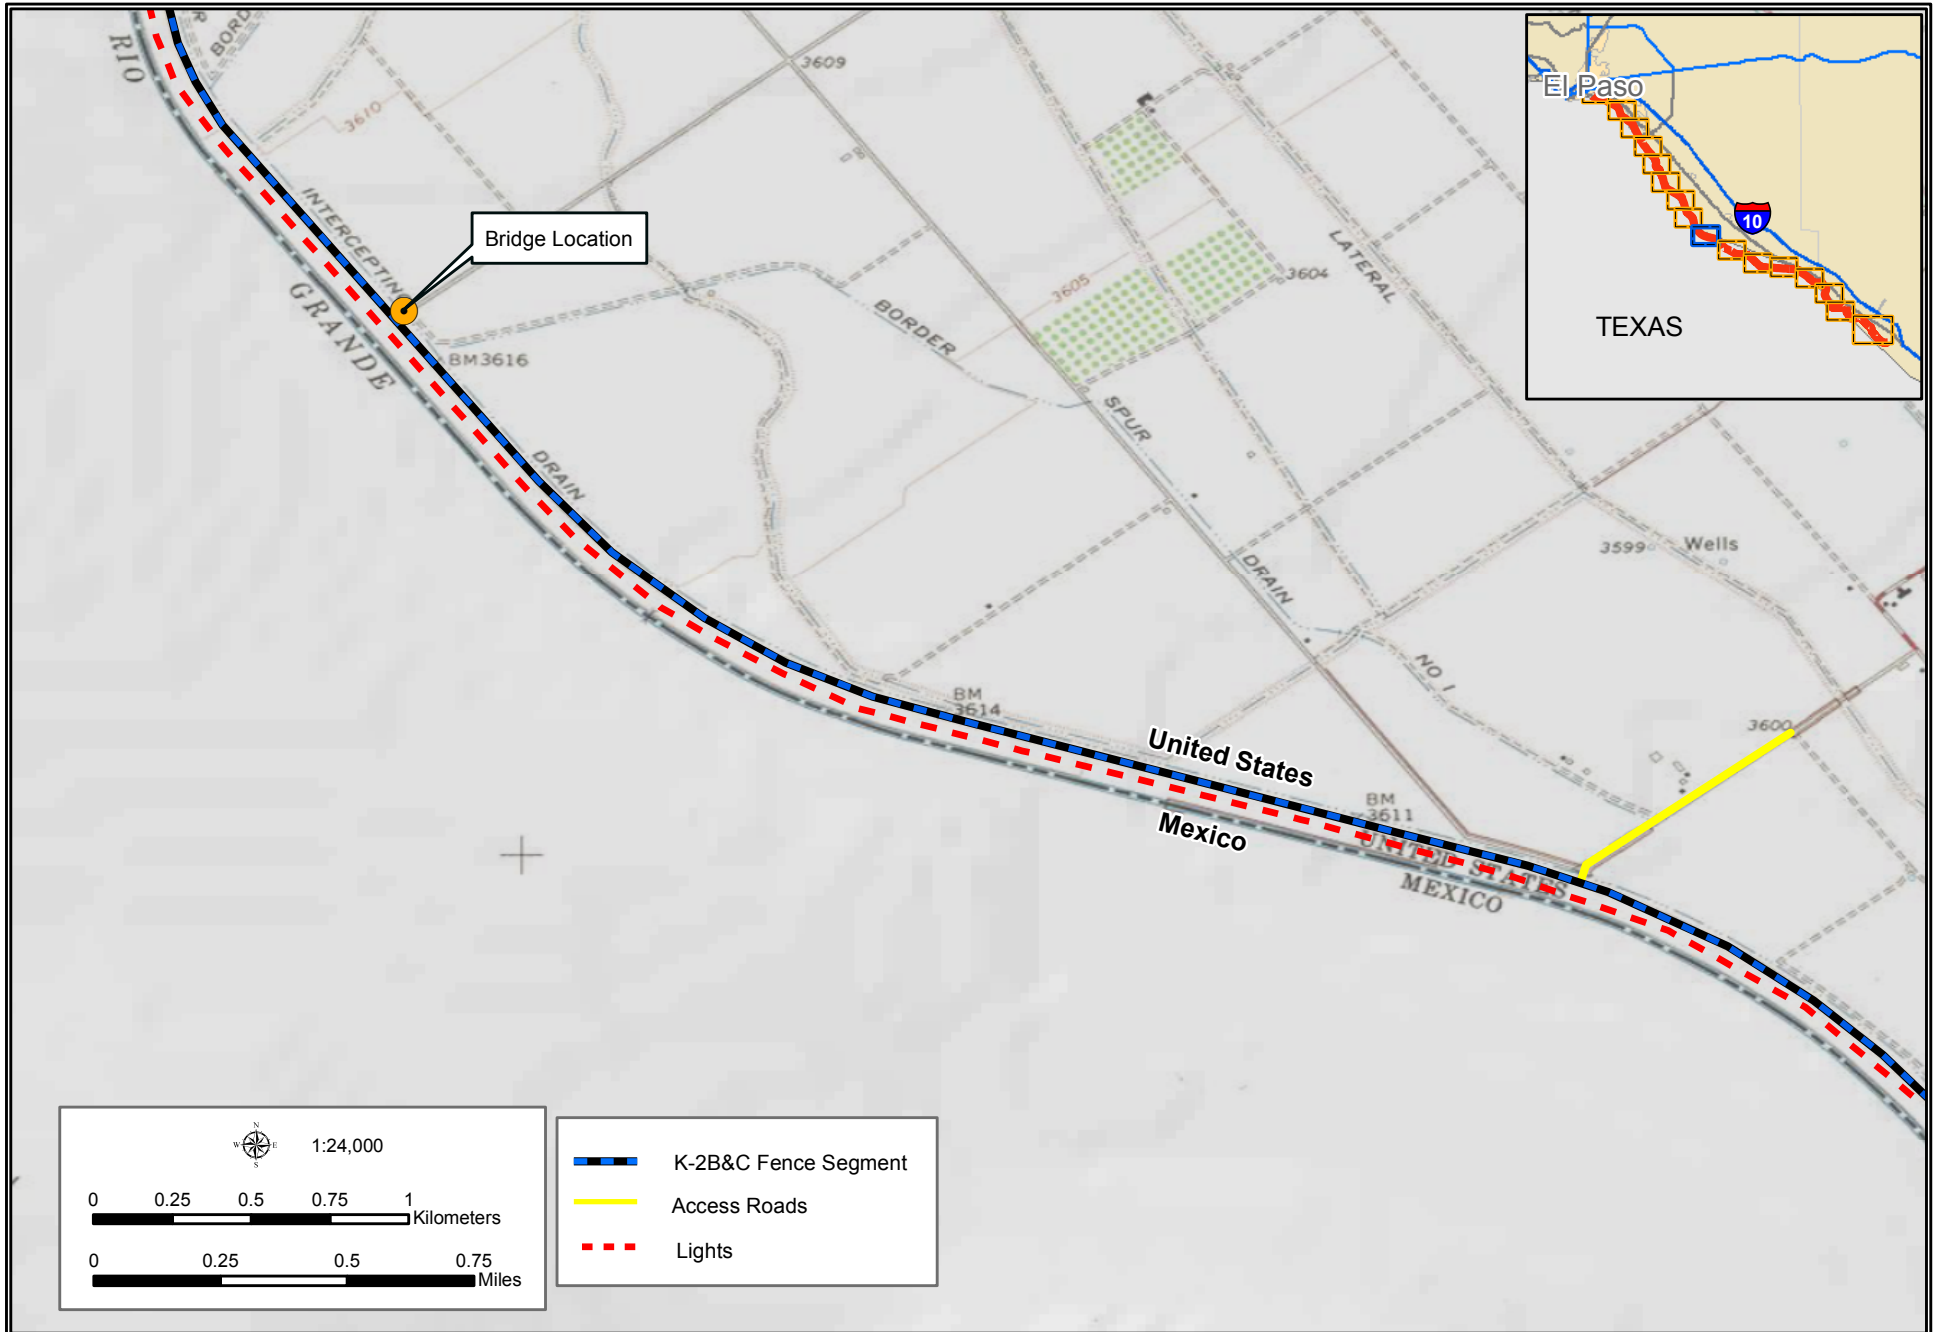 RIO
BORD
R
3609
3610
El Paso
10
TEXAS
INTERCEPTING
Bridge Location
LATERAL
3604
3605
GRANDE
BORDER
BM3616
SPUR
DRAIN
3599
Wells
DRAIN
NO 1
BM
3614
3600
United States
Mexico
BM
3611
UNITED STATES
MEXICO
N
W E
S
1:24,000
0 0.25 0.5 0.75 1
Kilometers
0 0.25 0.5 0.75
Miles
K-2B&C Fence Segment
Access Roads
Lights